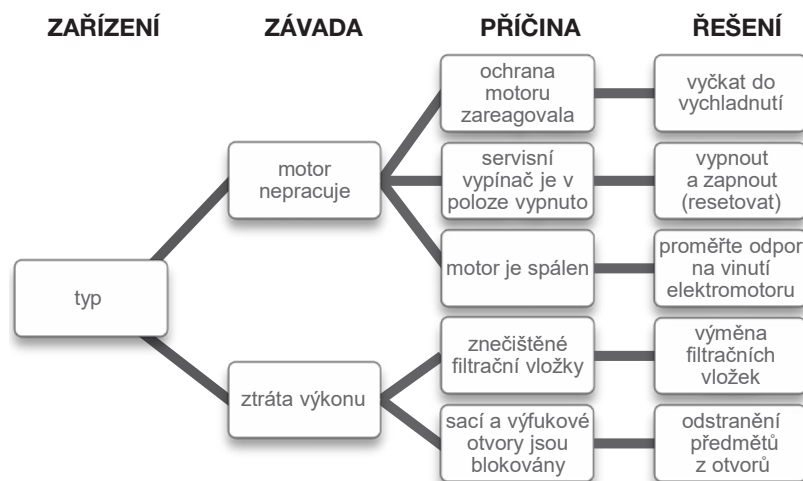 ZAŘÍZENÍ
ZÁVADA
PŘÍČINA
ŘEŠENÍ
typ
motor
nepracuje
ochrana
motoru
zareagovala
vyčkat do
vychladnutí
servisní
vypínač je v
poloze vypnuto
vypnout
a zapnout
(resetovat)
motor je spálen
proměřte odpor
na vinutí
elektromotoru
ztráta výkonu
znečištěné
filtrační vložky
výměna
filtračních
vložek
sací a výfukové
otvory jsou
blokovány
odstranění
předmětů
z otvorů